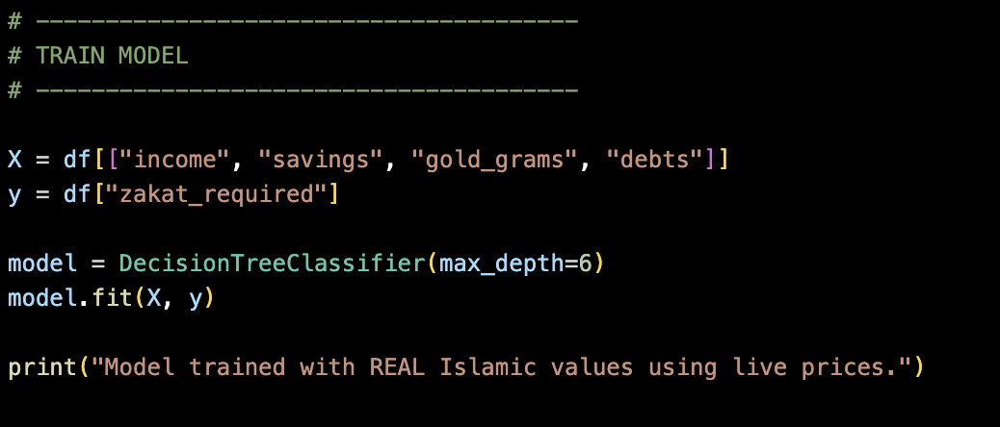 # ---------------------------------------
# TRAIN MODEL
# ---------------------------------------
X = df[["income", "savings", "gold_grams", "debts"]]
y = df["zakat_required"]
model = DecisionTreeClassifier(max_depth=6)
model.fit(X, y)
print("Model trained with REAL Islamic values using live prices.")